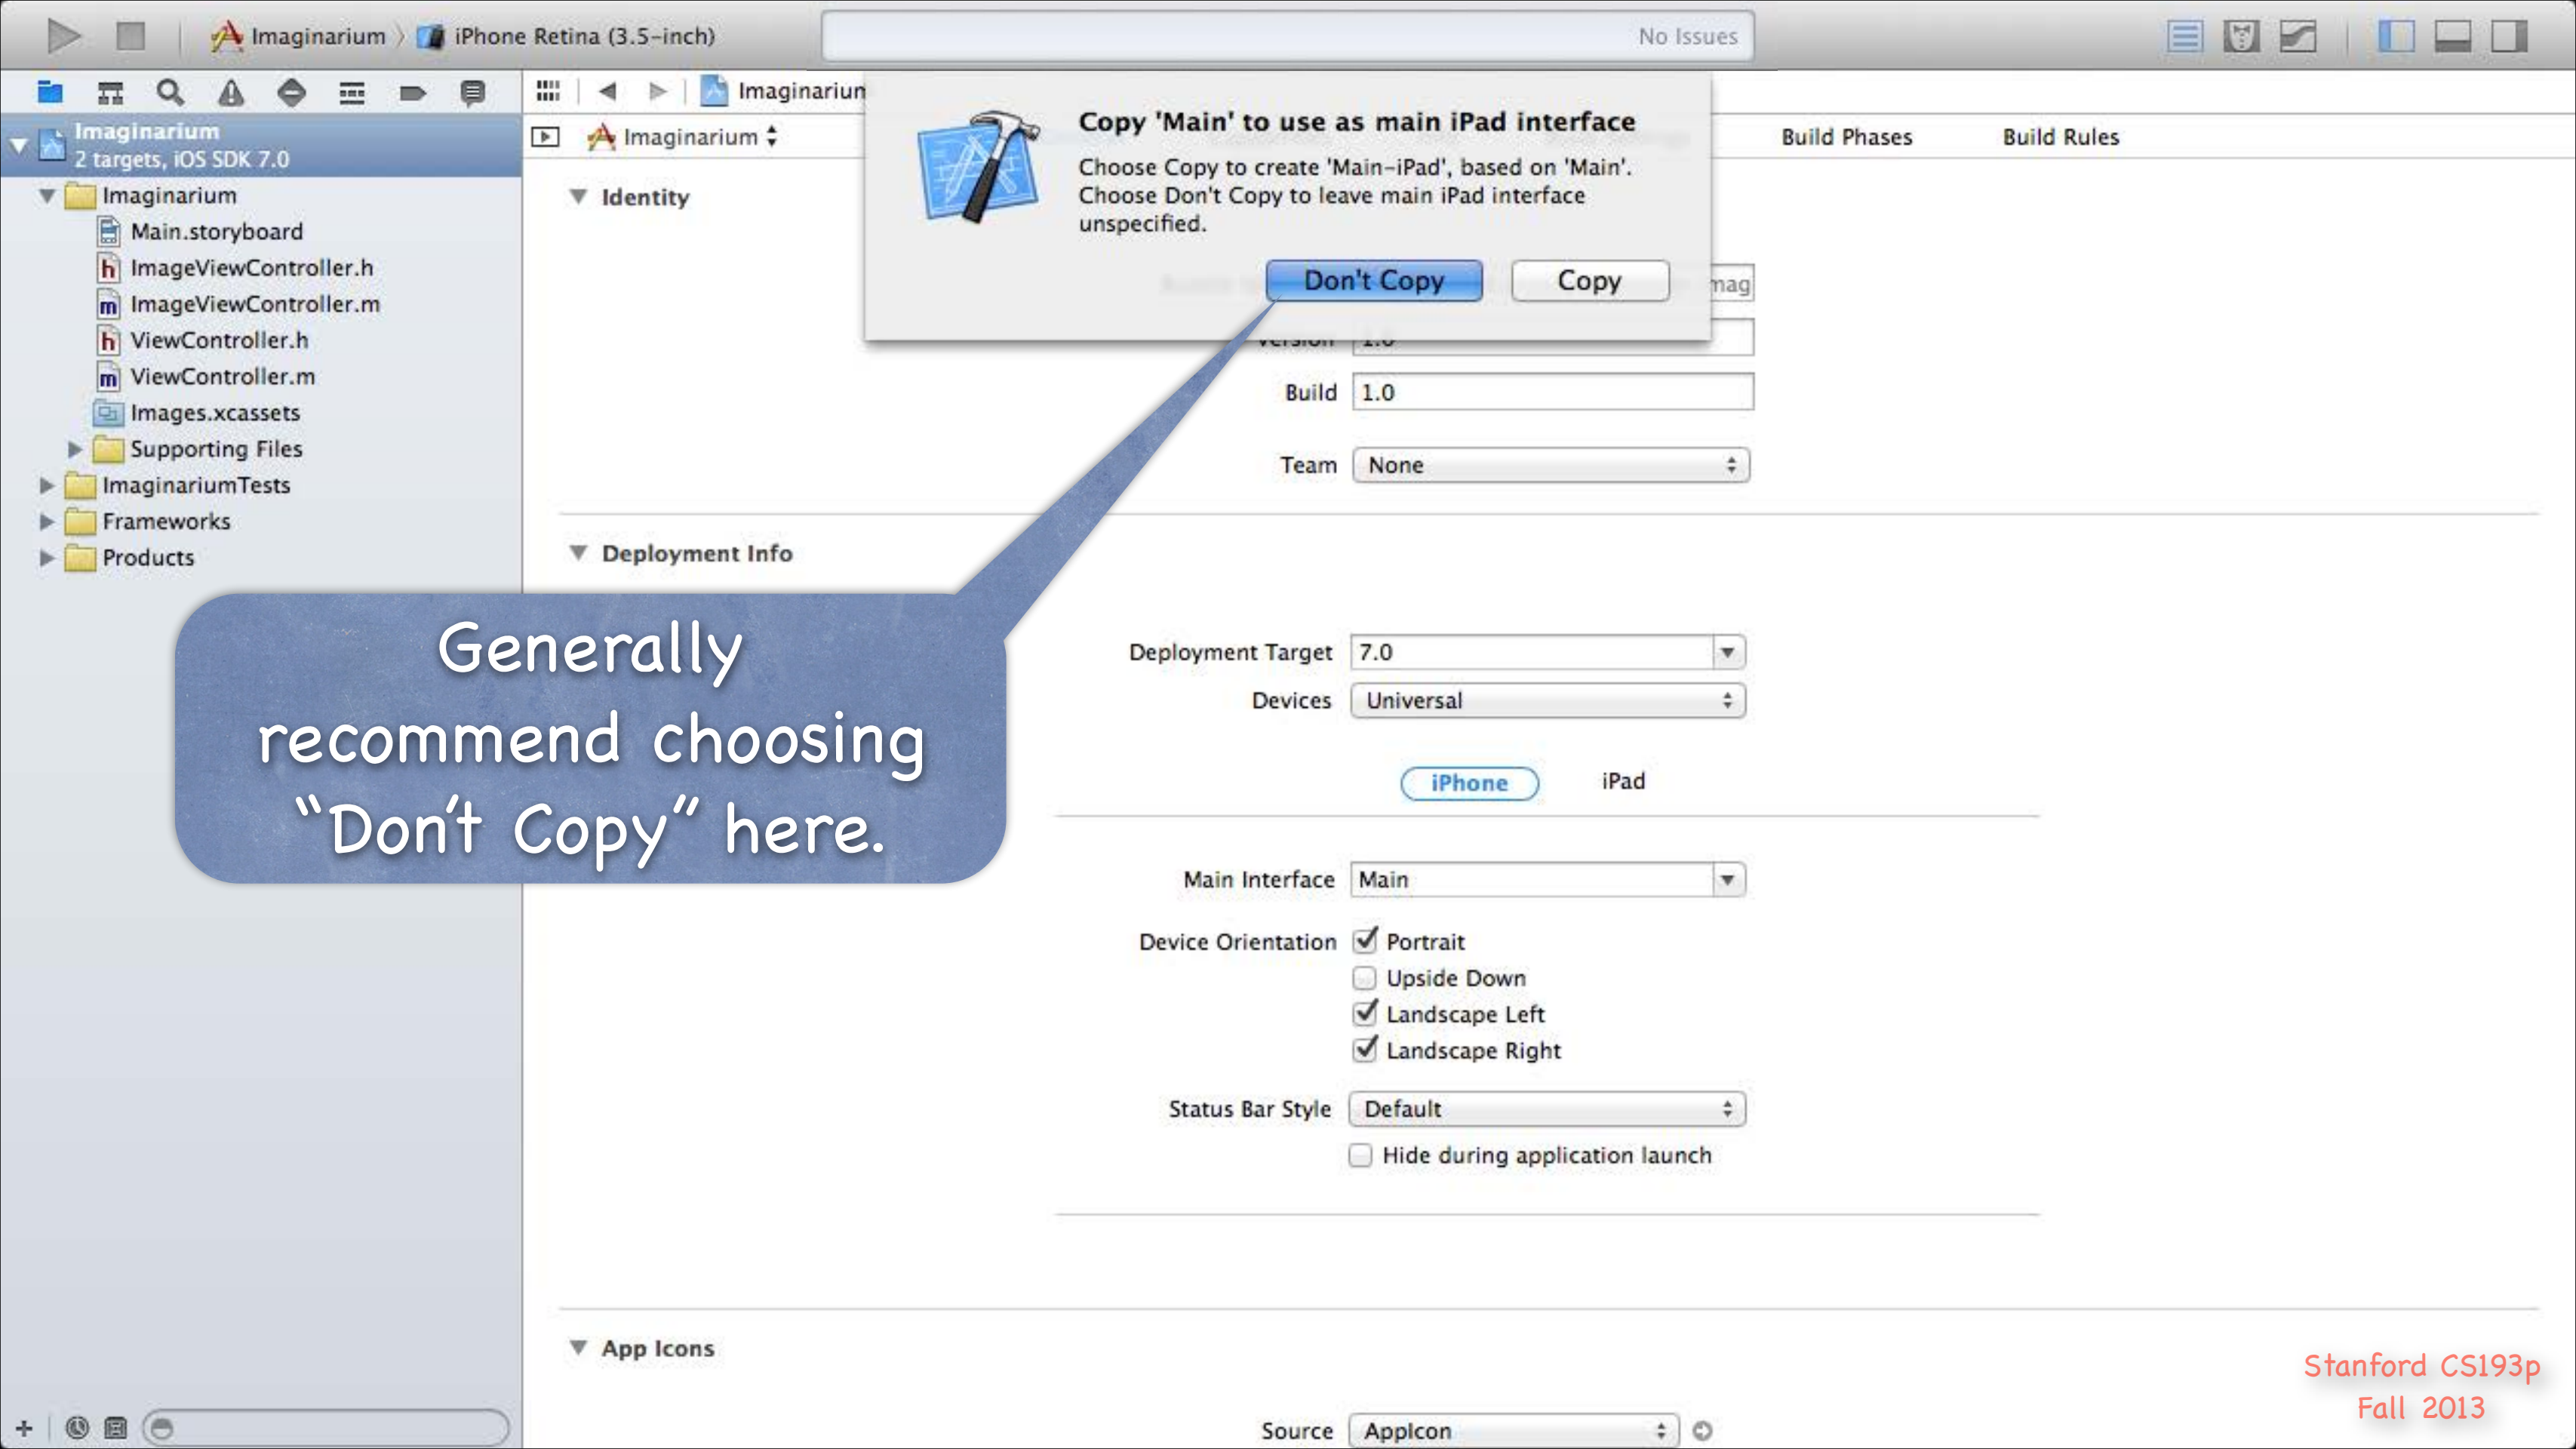 Imaginarium 〉 iPhone Retina (3.5-inch)
No Issues
Imaginarium
2 targets, iOS SDK 7.0
Imaginarium
Main.storyboard
h ImageViewController.h
m ImageViewController.m
h ViewController.h
m ViewController.m
Images.xcassets
Supporting Files
ImaginariumTests
Frameworks
Products
Imaginarium
Imaginarium
Build Phases
Build Rules
Copy 'Main' to use as main iPad interface
Choose Copy to create 'Main-iPad', based on 'Main'.
Choose Don't Copy to leave main iPad interface
unspecified.
Don't Copy
Copy
Identity
mag
Version 1.0
Build 1.0
Team None
Deployment Info
Generally
recommend choosing
“Don’t Copy” here.
Deployment Target 7.0
Devices Universal
iPhone iPad
Main Interface Main
Device Orientation Portrait
Upside Down
Landscape Left
Landscape Right
Status Bar Style Default
Hide during application launch
App Icons
Source AppIcon
Stanford CS193p
Fall 2013